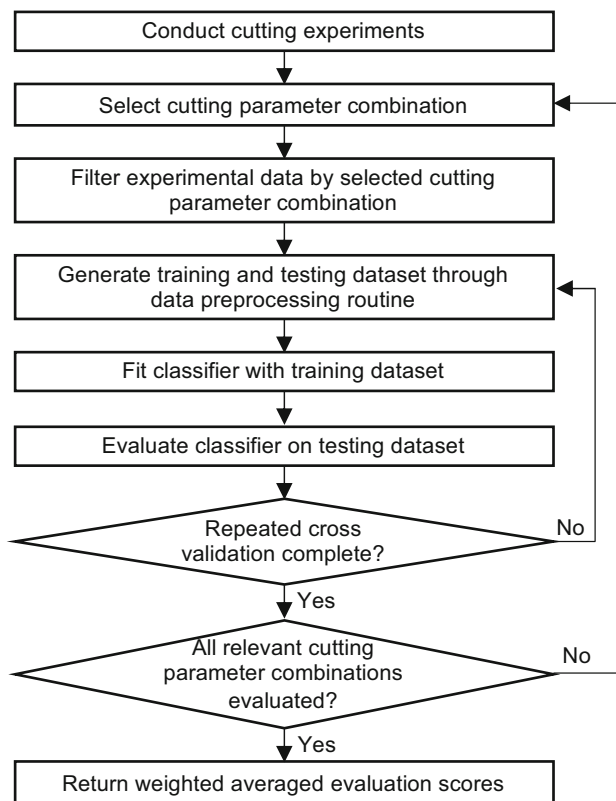 Conduct cutting experiments
Select cutting parameter combination
Filter experimental data by selected cutting
parameter combination
Generate training and testing dataset through
data preprocessing routine
Fit classifier with training dataset
Evaluate classifier on testing dataset
Repeated cross
validation complete?
No
Yes
All relevant cutting
parameter combinations
evaluated?
No
Yes
Return weighted averaged evaluation scores